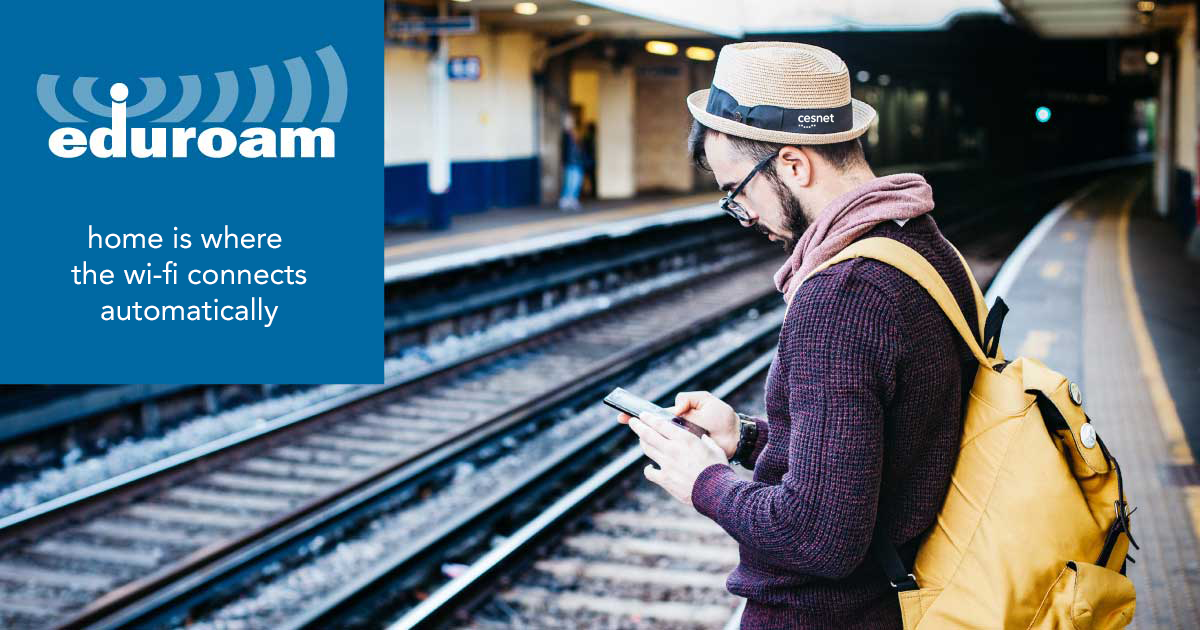 eduroam
home is where
the wi-fi connects
automatically
cesnet